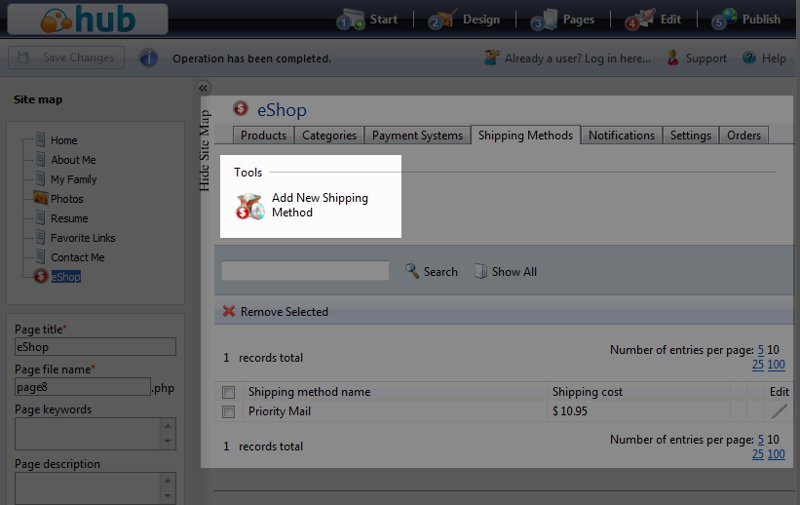 hub
1 Start | 2 Design | 3 Pages | 4 Edit | 5 Publish
Save Changes
Operation has been completed.
Already a user? Log in here...
Support
Help
Site map
Home
About Me
My Family
Photos
Resume
Favorite Links
Contact Me
eShop
Page title*
eShop
Page file name*
page8 .php
Page keywords
Page description
Hide Site Map
eShop
Products Categories Payment Systems Shipping Methods Notifications Settings Orders
Tools
Add New Shipping
Method
Search Show All
Remove Selected
1 records total
Number of entries per page: 5 10
25 100
Shipping method name Shipping cost Edit
Priority Mail $ 10.95
1 records total
Number of entries per page: 5 10
25 100